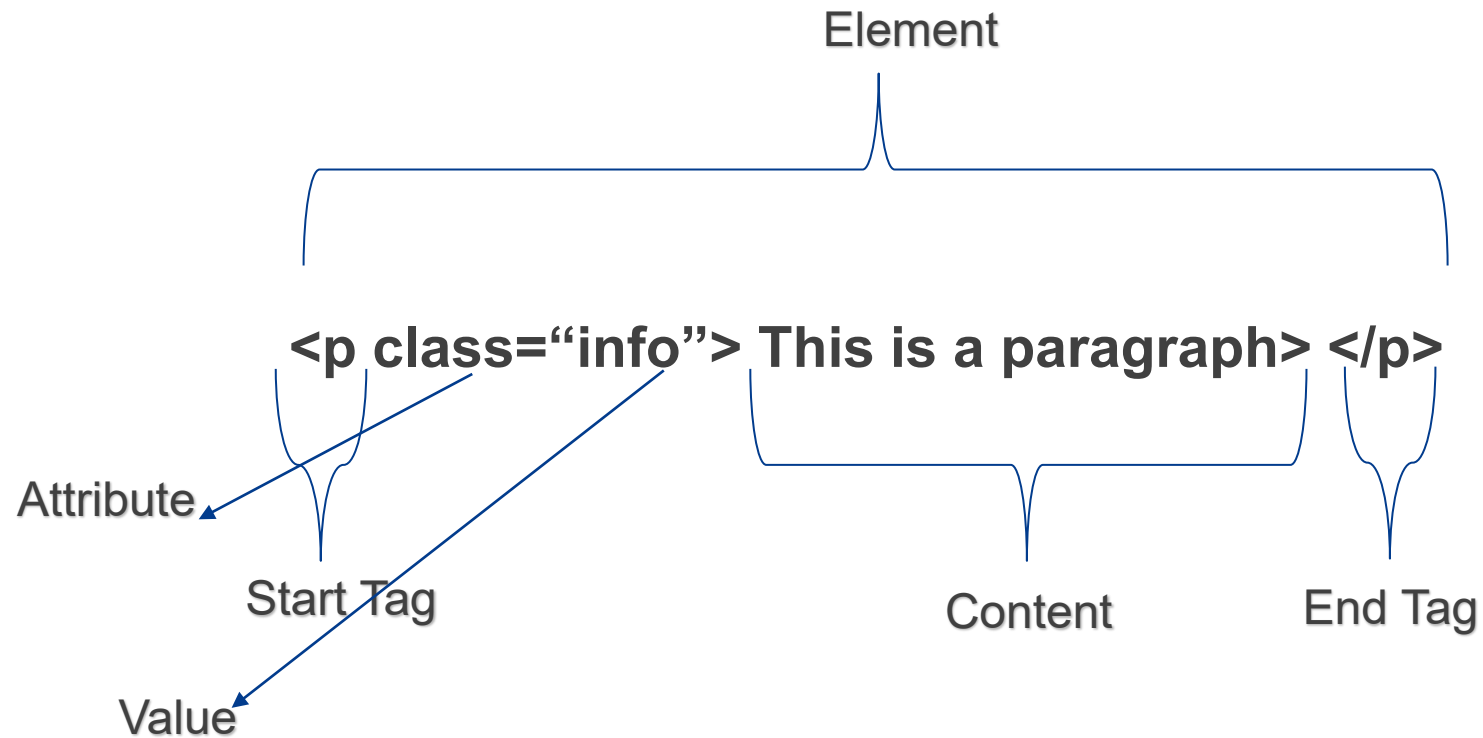 Element
<p class=“info”> This is a paragraph> </p>
Attribute
Start Tag
Content
End Tag
Value